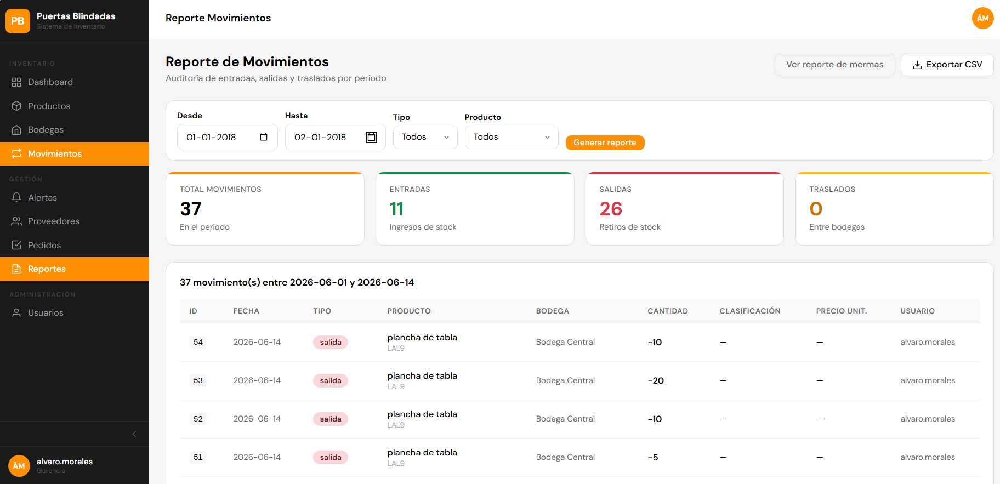 PB
Puertas Blindadas
Sistema de Inventario
INVENTARIO
Dashboard
Productos
Bodegas
Movimientos
GESTIÓN
Alertas
Proveedores
Pedidos
Reportes
ADMINISTRACIÓN
Usuarios
ÁM
alvaro.morales
Gerencia
Reporte Movimientos
ÁM
Reporte de Movimientos
Auditoría de entradas, salidas y traslados por período
Ver reporte de mermas
Exportar CSV
Desde Hasta Tipo Producto
01-01-2018 02-01-2018 Todos Todos Generar reporte
TOTAL MOVIMIENTOS
37
En el período
ENTRADAS
11
Ingresos de stock
SALIDAS
26
Retiros de stock
TRASLADOS
0
Entre bodegas
37 movimiento(s) entre 2026-06-01 y 2026-06-14
ID FECHA TIPO PRODUCTO BODEGA CANTIDAD CLASIFICACIÓN PRECIO UNIT. USUARIO
54 2026-06-14 salida plancha de tabla Bodega Central -10 — — alvaro.morales
LAL9
53 2026-06-14 salida plancha de tabla Bodega Central -20 — — alvaro.morales
LAL9
52 2026-06-14 salida plancha de tabla Bodega Central -10 — — alvaro.morales
LAL9
51 2026-06-14 salida plancha de tabla Bodega Central -5 — — alvaro.morales
LAL9